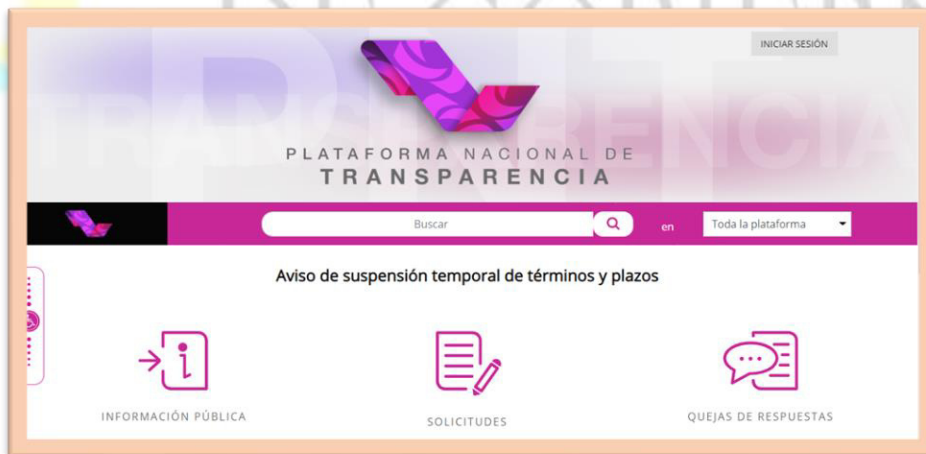 INICIAR SESIÓN
PLATAFORMA NACIONAL DE
TRANSPARENCIA
Buscar
en
Toda la plataforma
Aviso de suspensión temporal de términos y plazos
INFORMACIÓN PÚBLICA
SOLICITUDES
QUEJAS DE RESPUESTAS